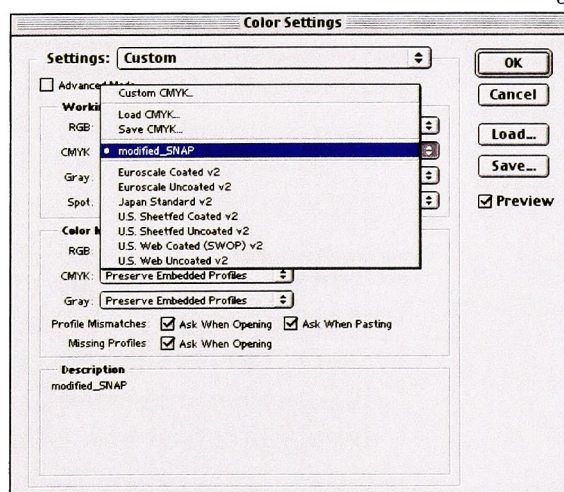 Color Settings
Settings: Custom
Advanced Mode
Custom CMYK...
Load CMYK...
Save CMYK...
RGB:
CMYK
• modified_SNAP
Gray:
Spot:
Euroscale Coated v2
Euroscale Uncoated v2
Japan Standard v2
U.S. Sheetfed Coated v2
U.S. Sheetfed Uncoated v2
U.S. Web Coated (SWOP) v2
U.S. Web Uncoated v2
RGB:
CMYK: Preserve Embedded Profiles
Gray: Preserve Embedded Profiles
Profile Mismatches: Ask When Opening Ask When Pasting
Missing Profiles Ask When Opening
Description
modified_SNAP
OK
Cancel
Load...
Save...
Preview